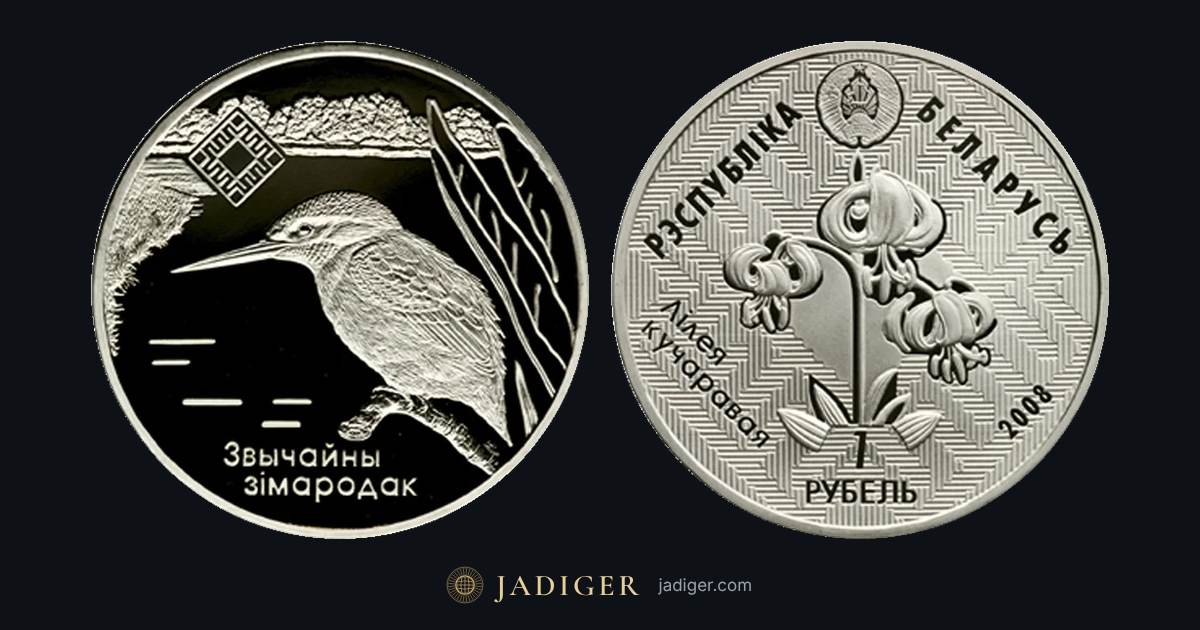 Звычайны
зімародак
РЭСПУБЛІКА БЕЛАРУСЬ
Лілея
кучаравая
2008
1
РУБЕЛЬ
JADIGER jadiger.com